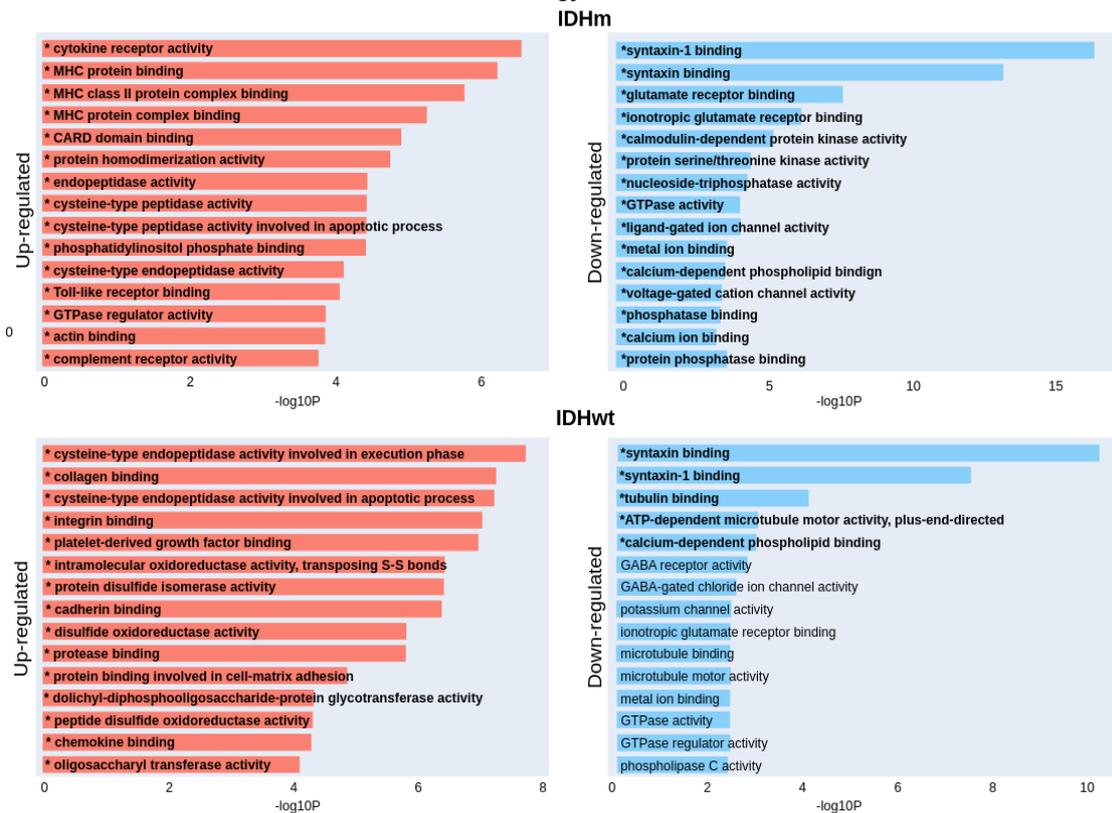 IDHm
Up-regulated
* cytokine receptor activity
* MHC protein binding
* MHC class II protein complex binding
* MHC protein complex binding
* CARD domain binding
* protein homodimerization activity
* endopeptidase activity
* cysteine-type peptidase activity
* cysteine-type peptidase activity involved in apoptotic process
* phosphatidylinositol phosphate binding
* cysteine-type endopeptidase activity
* Toll-like receptor binding
* GTPase regulator activity
* actin binding
* complement receptor activity
0
0 2 4 6
-log10P
Down-regulated
*syntaxin-1 binding
*syntaxin binding
*glutamate receptor binding
*ionotropic glutamate receptor binding
*calmodulin-dependent protein kinase activity
*protein serine/threonine kinase activity
*nucleoside-triphosphatase activity
*GTPase activity
*ligand-gated ion channel activity
*metal ion binding
*calcium-dependent phospholipid bindign
*voltage-gated cation channel activity
*phosphatase binding
*calcium ion binding
*protein phosphatase binding
0 5 10 15
-log10P
IDHwt
Up-regulated
* cysteine-type endopeptidase activity involved in execution phase
* collagen binding
* cysteine-type endopeptidase activity involved in apoptotic process
* integrin binding
* platelet-derived growth factor binding
* intramolecular oxidoreductase activity, transposing S-S bonds
* protein disulfide isomerase activity
* cadherin binding
* disulfide oxidoreductase activity
* protease binding
* protein binding involved in cell-matrix adhesion
* dolichyl-diphosphooligosaccharide-protein glycotransferase activity
* peptide disulfide oxidoreductase activity
* chemokine binding
* oligosaccharyl transferase activity
0 2 4 6 8
-log10P
Down-regulated
*syntaxin binding
*syntaxin-1 binding
*tubulin binding
*ATP-dependent microtubule motor activity, plus-end-directed
*calcium-dependent phospholipid binding
GABA receptor activity
GABA-gated chloride ion channel activity
potassium channel activity
ionotropic glutamate receptor binding
microtubule binding
microtubule motor activity
metal ion binding
GTPase activity
GTPase regulator activity
phospholipase C activity
0 2 4 6 8 10
-log10P